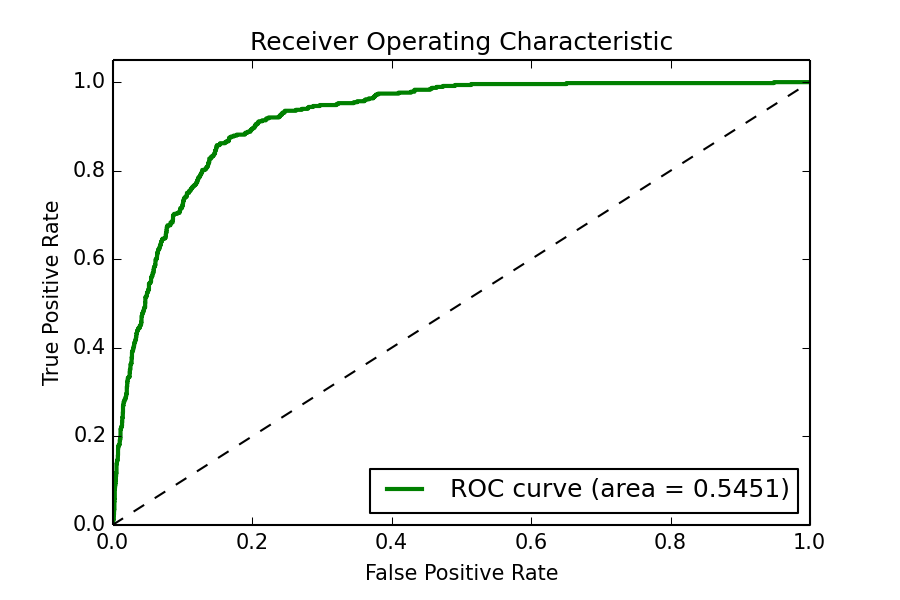 Receiver Operating Characteristic
1.0
0.8
0.6
0.4
0.2
0.0
True Positive Rate
ROC curve (area = 0.5451)
0.0 0.2 0.4 0.6 0.8 1.0
False Positive Rate